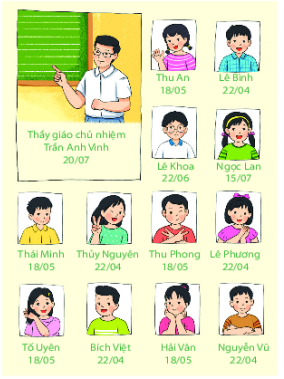 Thầy giáo chủ nhiệm
Trần Anh Vinh
20/07
Thu An
18/05
Lê Bình
22/04
Lê Khoa
22/06
Ngọc Lan
15/07
Thái Minh
18/05
Thủy Nguyên
22/04
Thu Phong
18/05
Lê Phương
22/04
Tố Uyên
18/05
Bích Việt
22/04
Hải Vân
18/05
Nguyễn Vũ
22/04